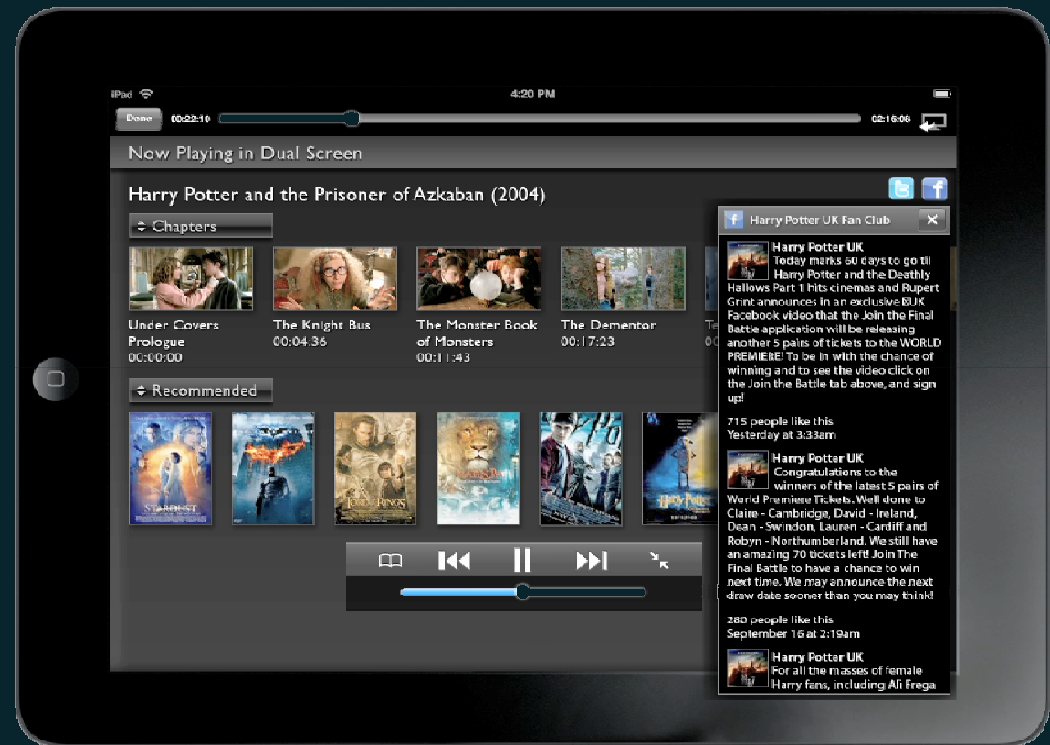 iPad
4:20 PM
Done
00:22:10
02:16:08
Now Playing in Dual Screen
Harry Potter and the Prisoner of Azkaban (2004)
Chapters
Under Covers
Prologue
00:00:00
The Knight Bus
00:04:36
The Monster Book
of Monsters
00:11:43
The Dementor
00:17:23
Recommended
STARDUST
LORD OF THE RINGS
HARRY POTTER
Harry Potter UK Fan Club
Harry Potter UK
Today marks 60 days to go til
Harry Potter and the Deathly
Hallows Part 1 hits cinemas and Rupert
Grint announces in an exclusive
Facebook video that the Join the Final
Battle application will be releasing
another 5 pairs of tickets to the WORLD
PREMIERE! To be in with the chance of
winning and to see the video click on
the Join the Battle tab above, and sign
up!
715 people like this
Yesterday at 3:33am
Harry Potter UK
Congratulations to the
winners of the latest 5 pairs of
World Premiere Tickets. Well done to
Claire - Cambridge, David - Ireland,
Dean - Swindon, Lauren - Cardiff and
Robyn - Northumberland. We still have
an amazing 70 tickets left! Join The
Final Battle to have a chance to win
next time. We may announce the next
draw date sooner than you may think!
280 people like this
September 16 at 2:19am
Harry Potter UK
For all the masses of female
Harry fans, including Ali Frega